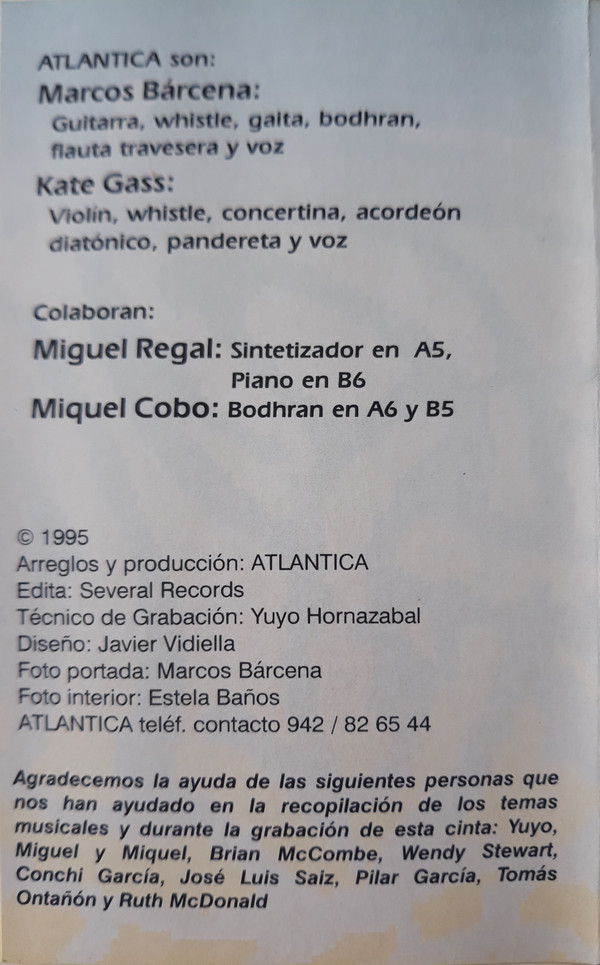 ATLANTICA son:
Marcos Bárcena:
Guitarra, whistle, gaita, bodhran,
flauta travesera y voz
Kate Gass:
Violín, whistle, concertina, acordeón
diatónico, pandereta y voz
Colaboran:
Miguel Regal: Sintetizador en A5,
Piano en B6
Miquel Cobo: Bodhran en A6 y B5
© 1995
Arreglos y producción: ATLANTICA
Edita: Several Records
Técnico de Grabación: Yuyo Hornazabal
Diseño: Javier Vidiella
Foto portada: Marcos Bárcena
Foto interior: Estela Baños
ATLANTICA teléf. contacto 942 / 82 65 44
Agradecemos la ayuda de las siguientes personas que
nos han ayudado en la recopilación de los temas
musicales y durante la grabación de esta cinta: Yuyo,
Miguel y Miquel, Brian McCombe, Wendy Stewart,
Conchi García, José Luis Saiz, Pilar García, Tomás
Ontañón y Ruth McDonald